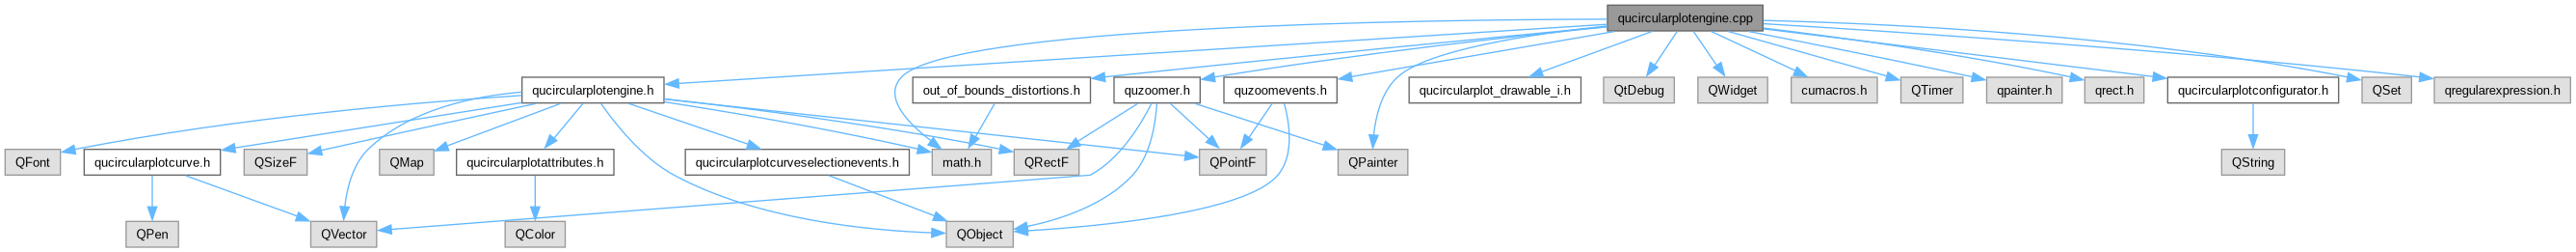 qucircularplotengine.cpp
qucircularplotengine.h
out_of_bounds_distortions.h
quzoomer.h
quzoomevents.h
qucircularplot_drawable_i.h
QtDebug
QWidget
cumacros.h
QTimer
qpainter.h
qrect.h
qucircularplotconfigurator.h
QSet
qregularexpression.h
QFont
qucircularplotcurve.h
QSizeF
QMap
qucircularplotattributes.h
qucircularplotcurveselectionevents.h
math.h
QRectF
QPointF
QPainter
QString
QPen
QVector
QColor
QObject